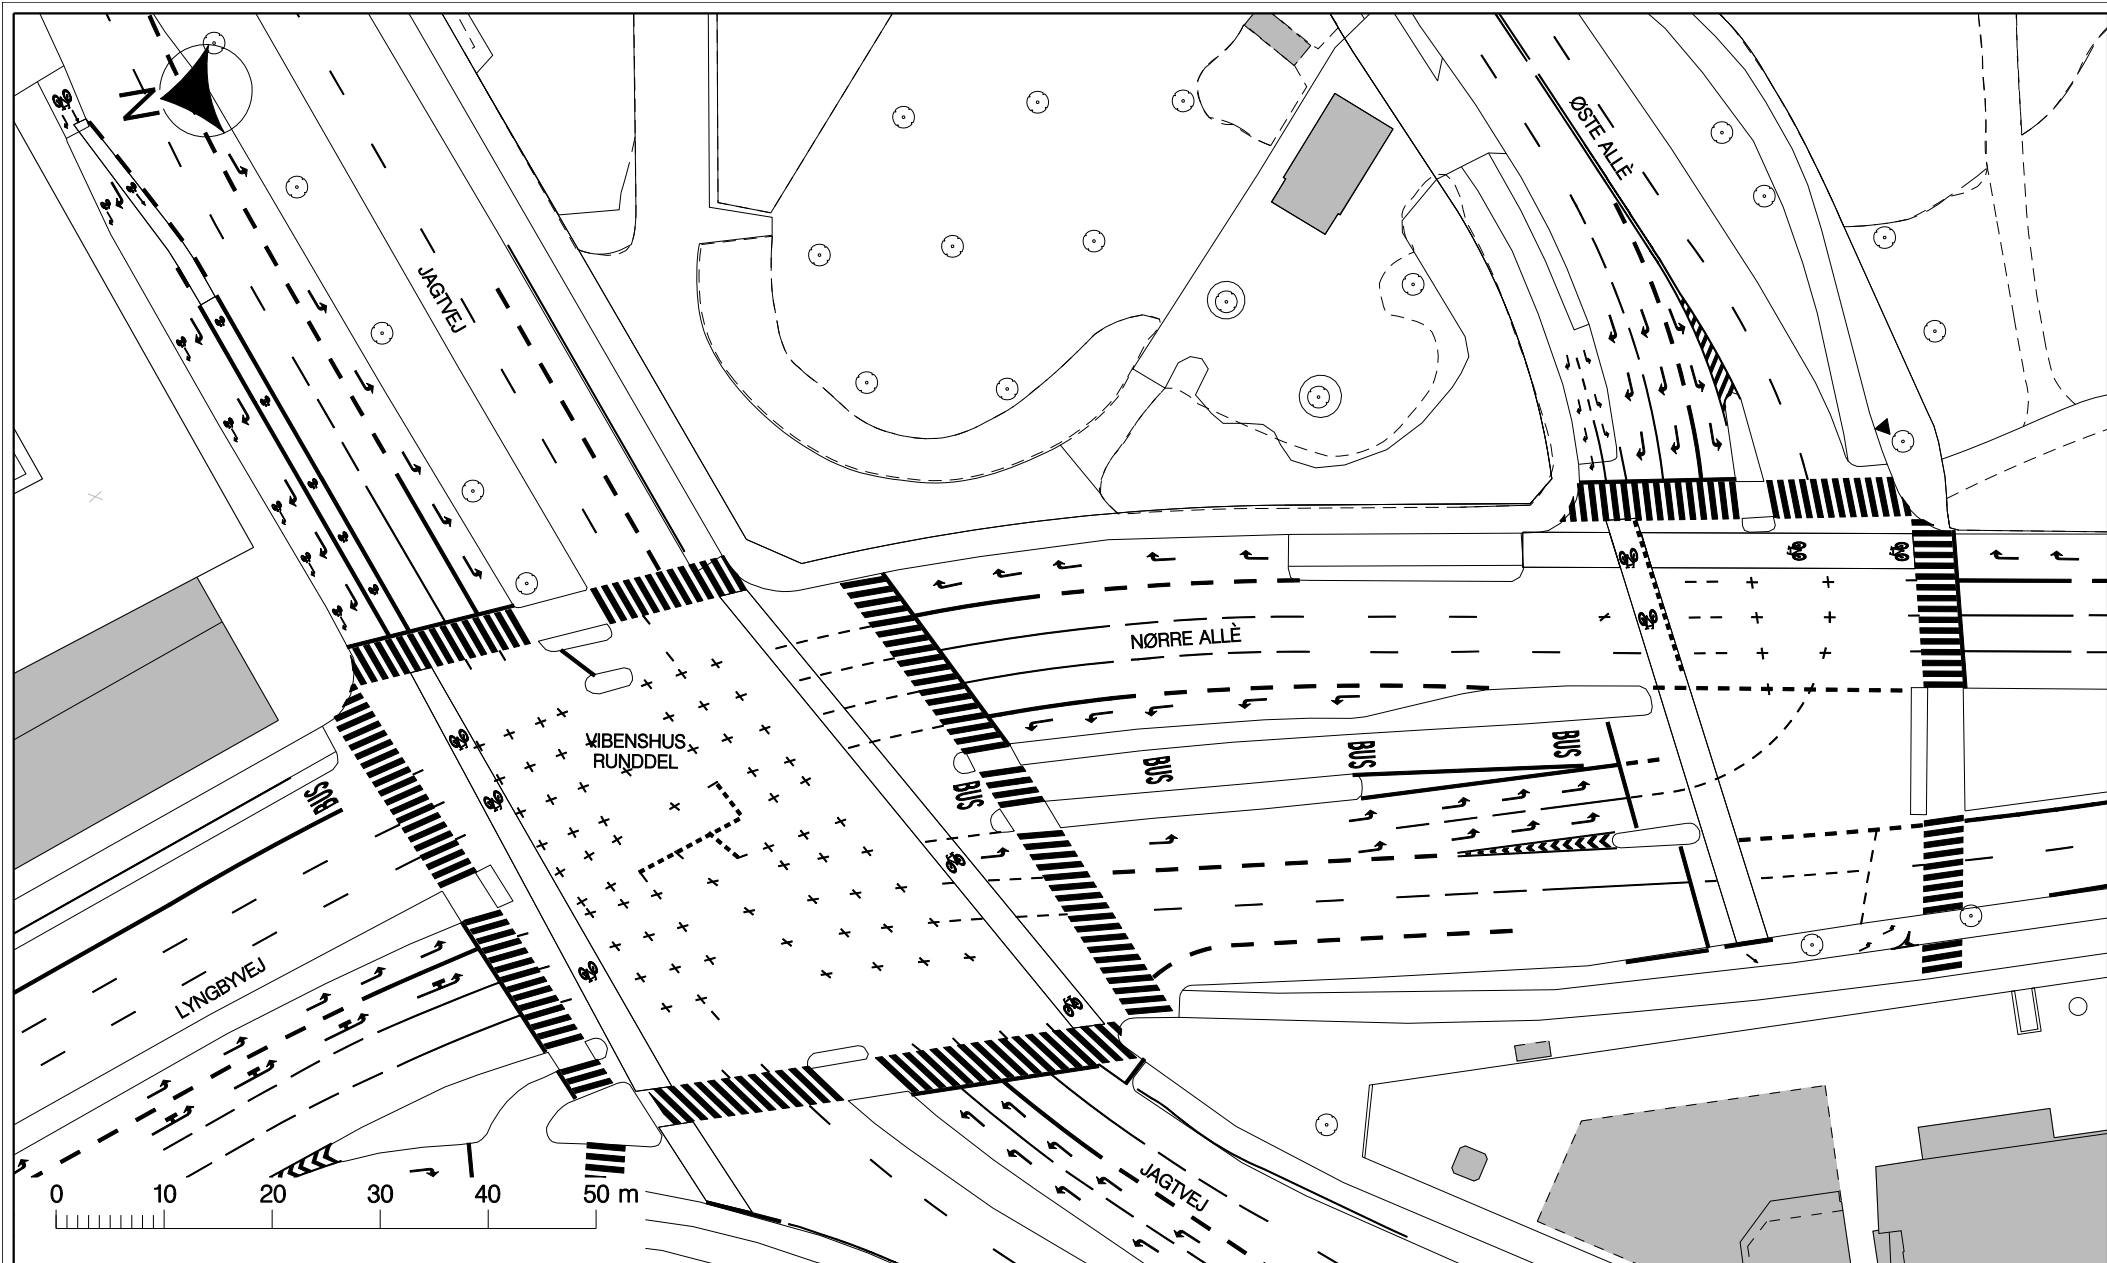 N
ØSTE ALLÈ
JAGTVEJ
NØRRE ALLÈ
VIBENSHUS
RUNDDEL
BUS
BUS
BUS
BUS
BUS
LYNGBYVEJ
JAGTVEJ
0 10 20 30 40 50 m